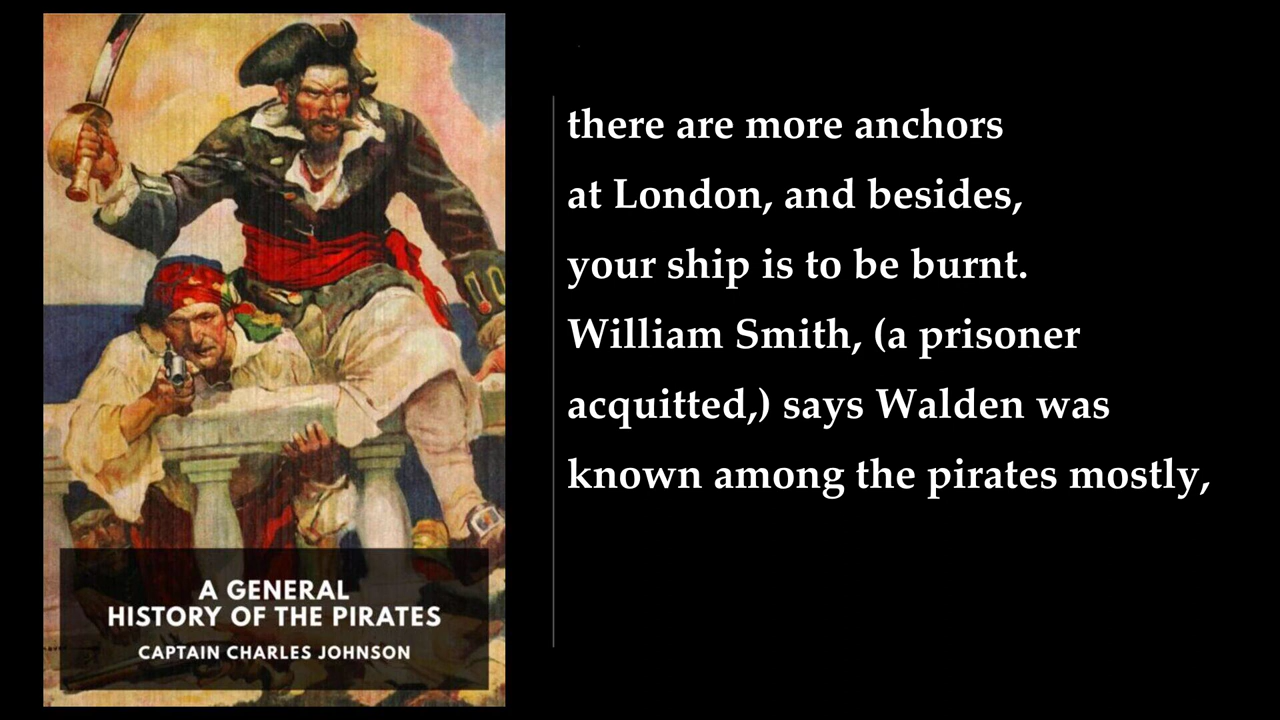 A GENERAL
HISTORY OF THE PIRATES
CAPTAIN CHARLES JOHNSON
there are more anchors
at London, and besides,
your ship is to be burnt.
William Smith, (a prisoner
acquitted,) says Walden was
known among the pirates mostly,